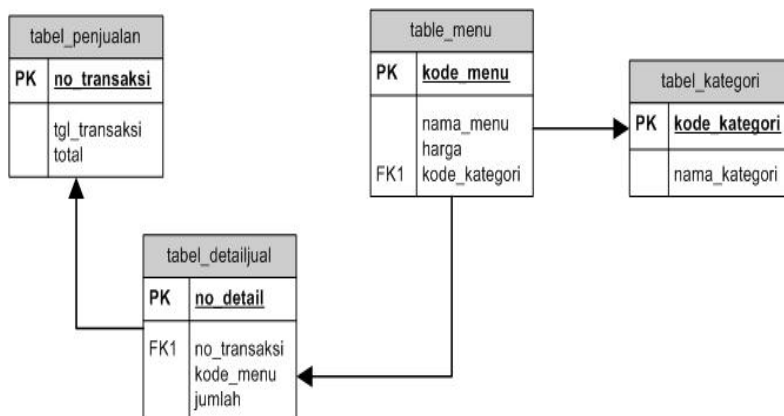 tabel_penjualan
PK no_transaksi
tgl_transaksi
total
table_menu
PK kode_menu
nama_menu
harga
FK1 kode_kategori
tabel_kategori
PK kode_kategori
nama_kategori
tabel_detailjual
PK no_detail
FK1 no_transaksi
kode_menu
jumlah